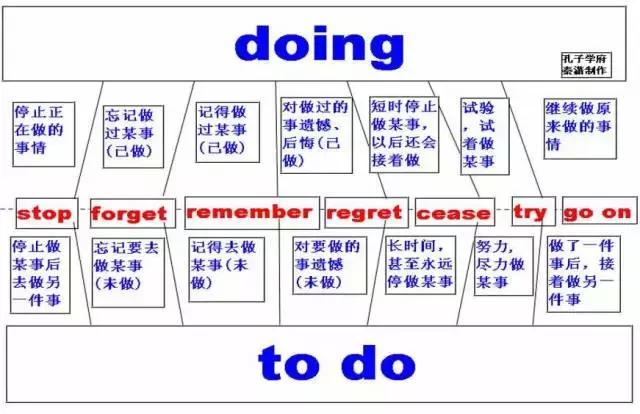 doing
孔子学府
秦潇制作
停止正
在做的
事情
忘记做
过某事
(已做)
记得做
过某事
(已做)
对做过的
事遗憾、
后悔(已
做)
短时停止
做某事,
以后还会
接着做
试验
,试
着做
某事
继续做原
来做的事
情
stop
forget
remember
regret
cease
try
go on
停止做
某事后
去做另
一件事
忘记要去
做某事
(未做)
记得去做
某事(未
做)
对要做的
事遗憾
(未做)
长时间,
甚至永远
停做某事
努力,
尽力做
某事
做了一件
事后,接
着做另一
件事
to do